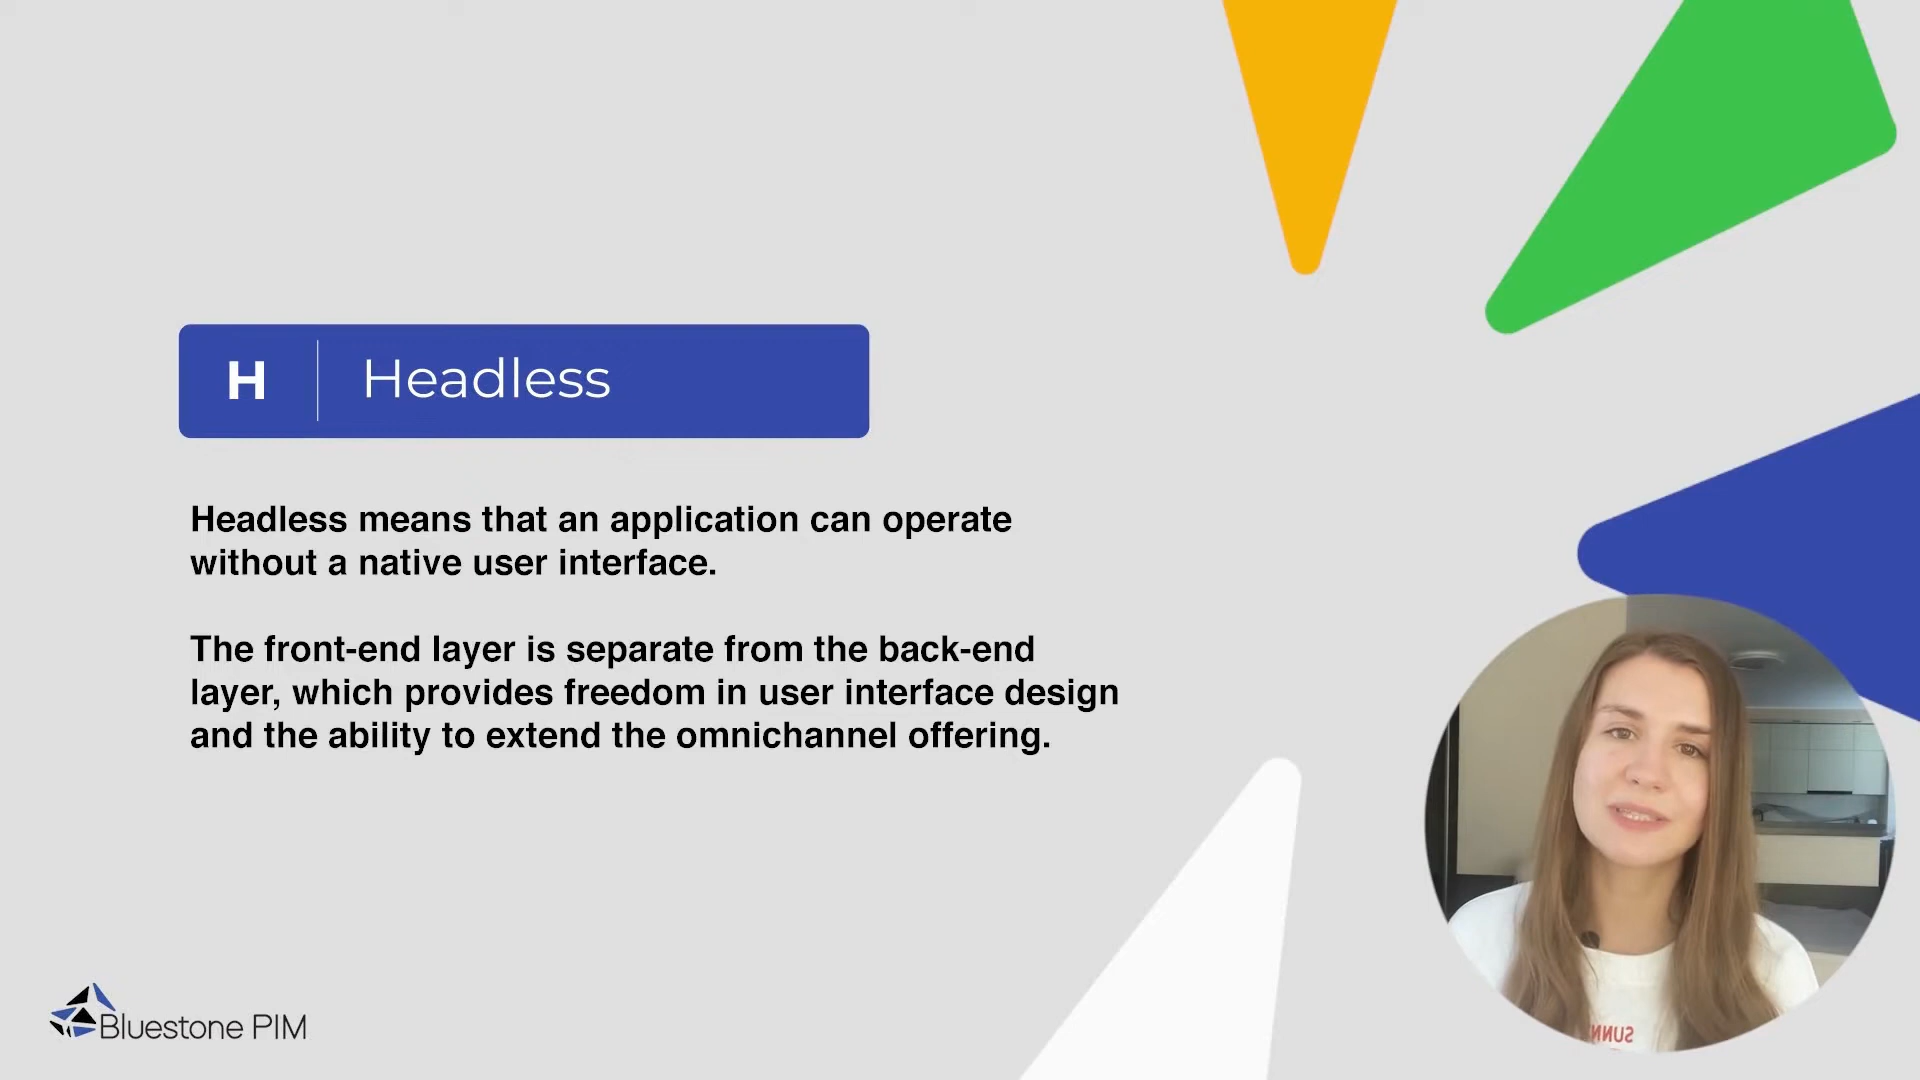 H Headless
Headless means that an application can operate
without a native user interface.
The front-end layer is separate from the back-end
layer, which provides freedom in user interface design
and the ability to extend the omnichannel offering.
Bluestone PIM
SUNN